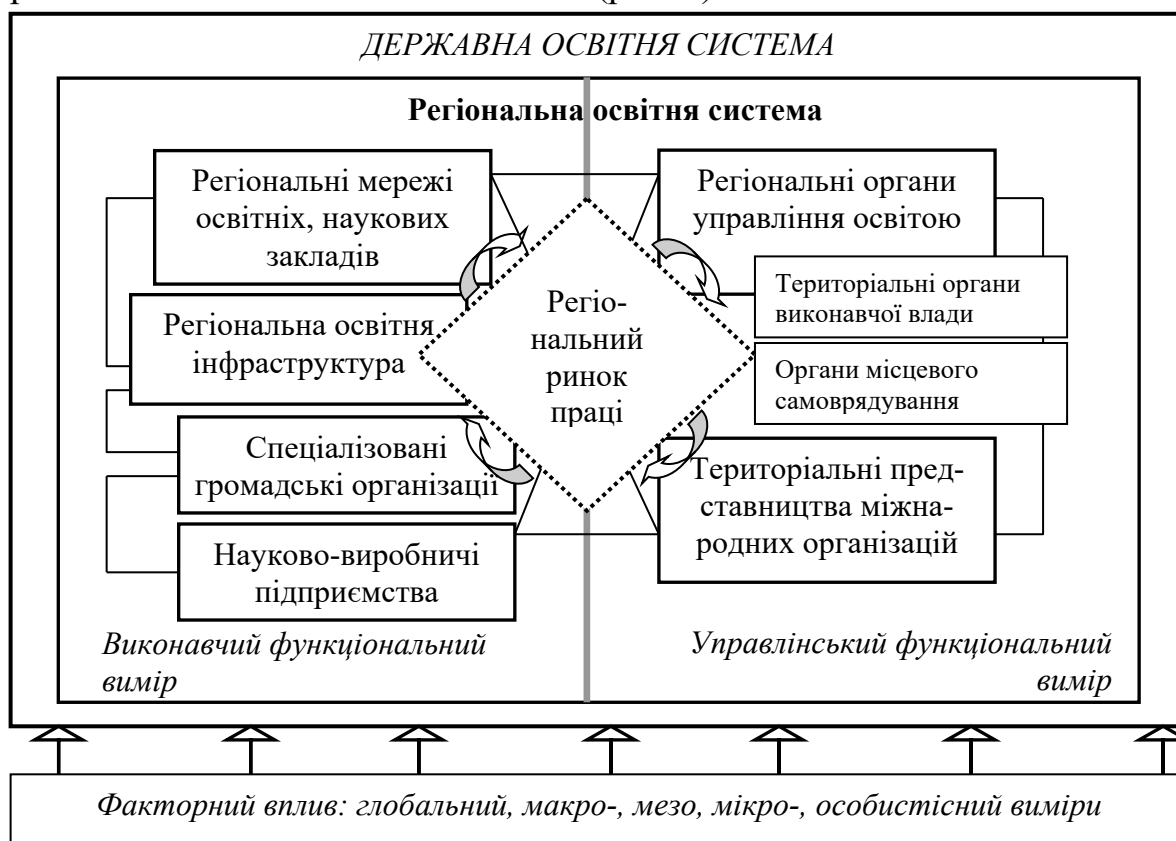 ДЕРЖАВНА ОСВІТНЯ СИСТЕМА
Регіональна освітня система
Регіональні мережі
освітніх, наукових
закладів
Регіональна освітня
інфраструктура
Спеціалізовані
громадські організації
Науково-виробничі
підприємства
Виконавчий функціональний
вимір
Регіо-
нальний
ринок
праці
Регіональні органи
управління освітою
Територіальні органи
виконавчої влади
Органи місцевого
самоврядування
Територіальні пред-
ставництва міжна-
родних організацій
Управлінський функціональний
вимір
Факторний вплив: глобальний, макро-, мезо, мікро-, особистісний виміри